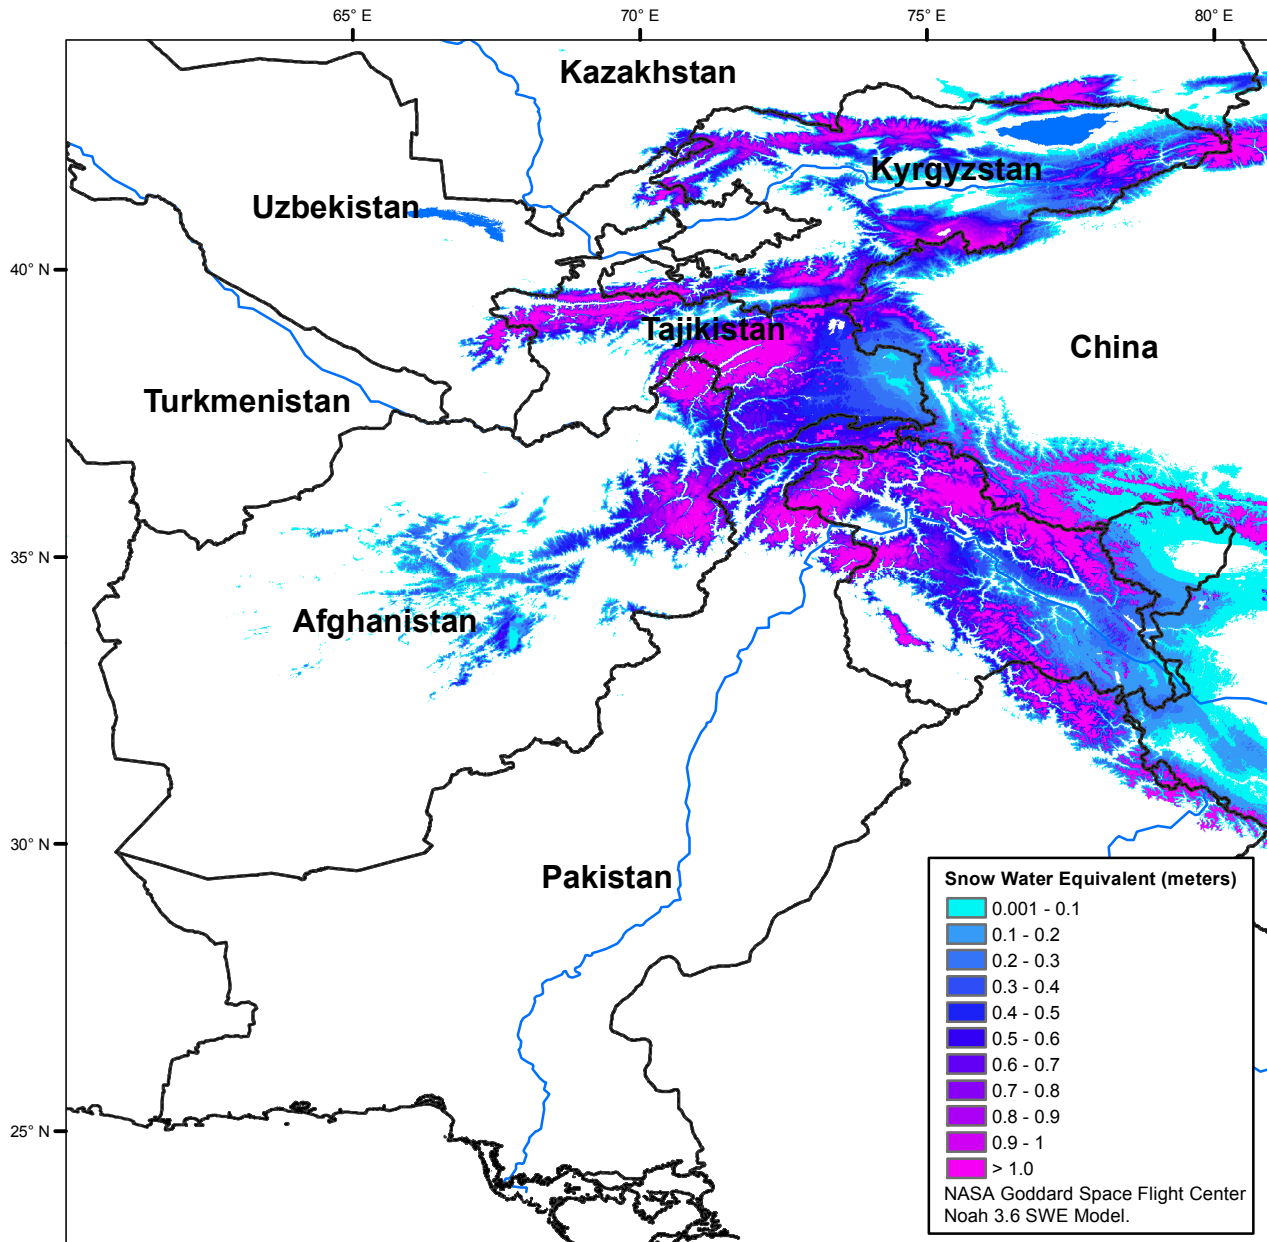 65° E
70° E
75° E
80° E
Kazakhstan
Kyrgyzstan
Uzbekistan
40° N
Tajikistan
China
Turkmenistan
35° N
Afghanistan
30° N
Pakistan
25° N
Snow Water Equivalent (meters)
0.001 - 0.1
0.1 - 0.2
0.2 - 0.3
0.3 - 0.4
0.4 - 0.5
0.5 - 0.6
0.6 - 0.7
0.7 - 0.8
0.8 - 0.9
0.9 - 1
> 1.0
NASA Goddard Space Flight Center
Noah 3.6 SWE Model.